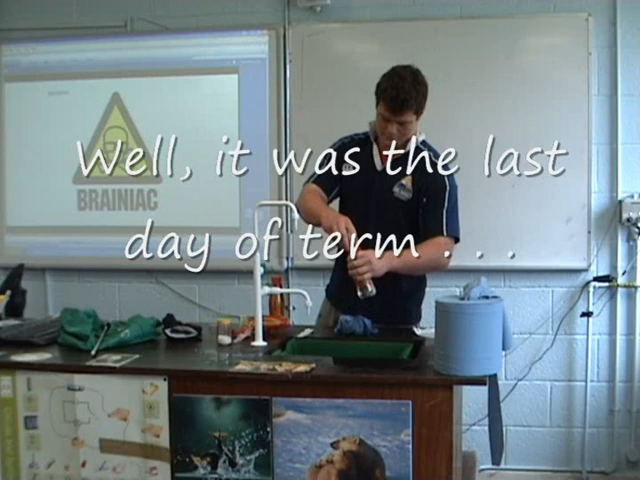 BRAINIAC
Well, it was the last
day of term . . .